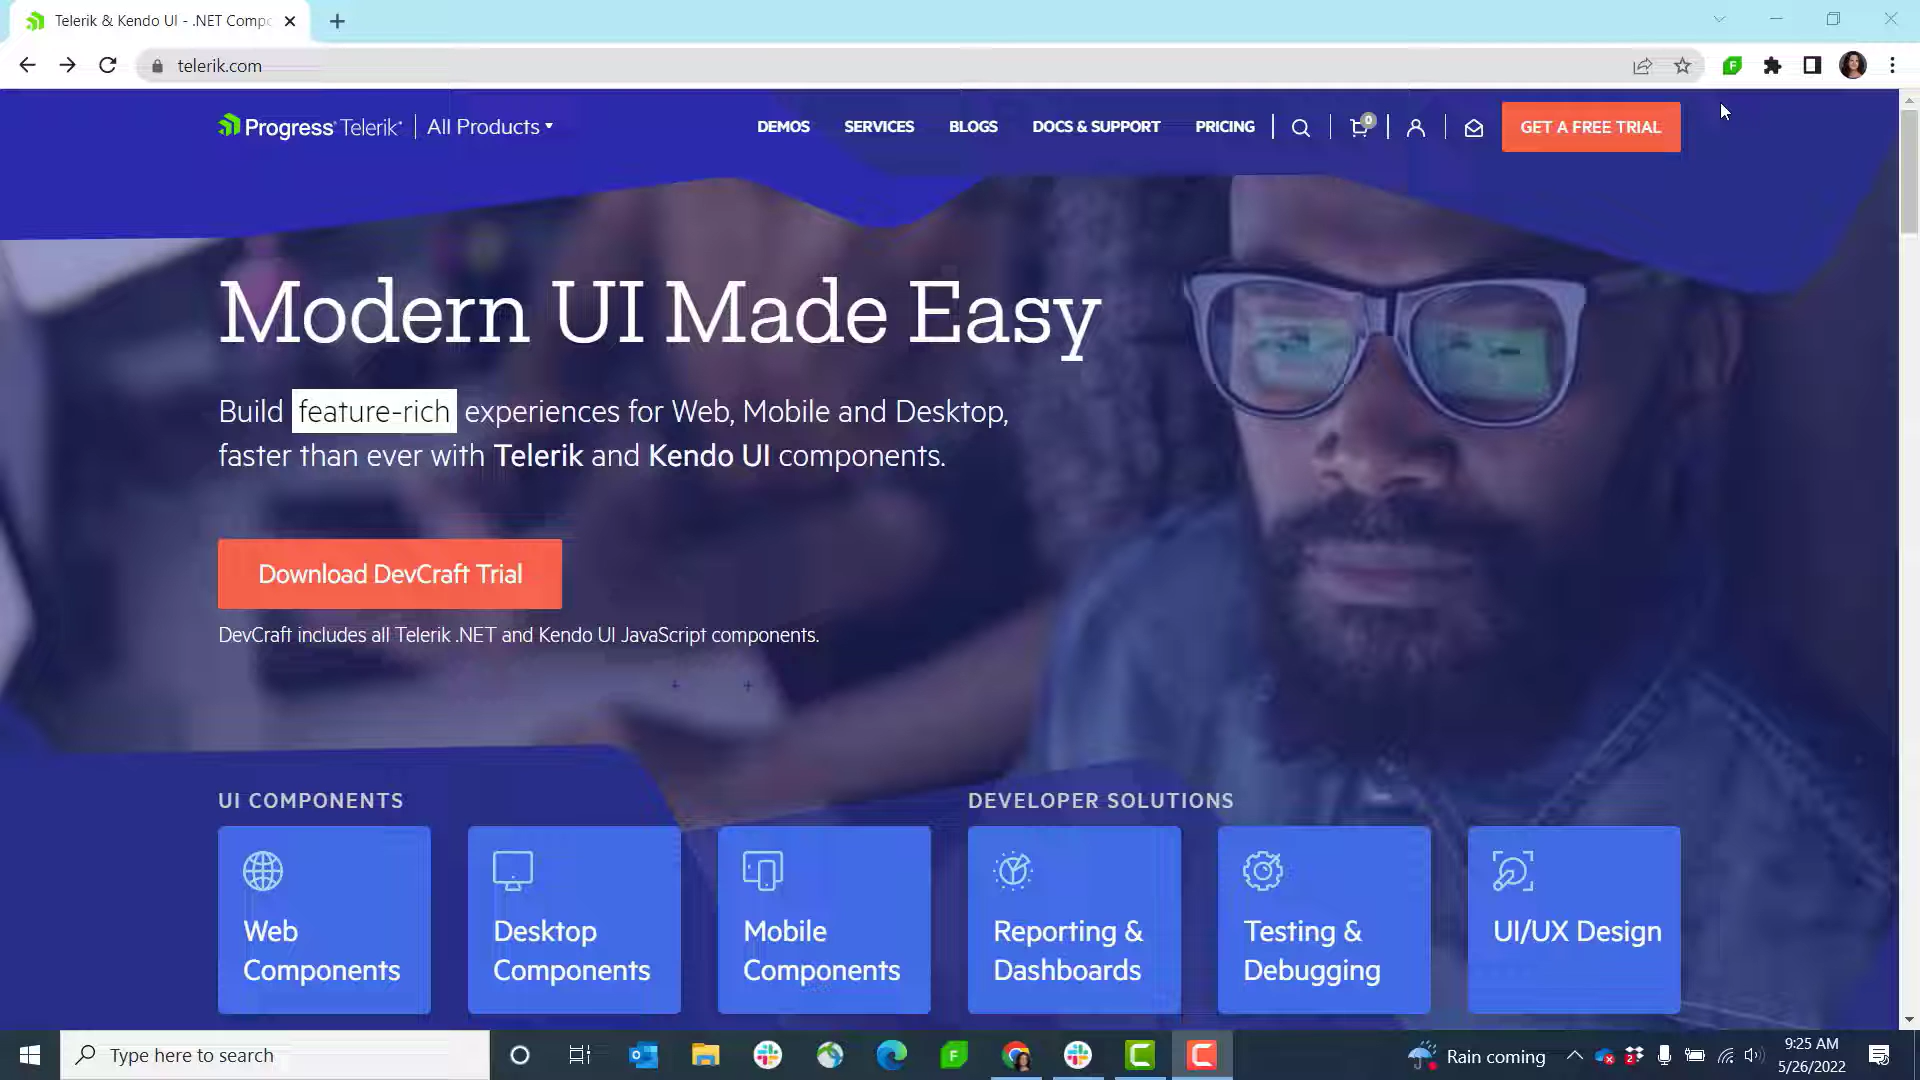 Telerik & Kendo UI - .NET Compo
telerik.com
Progress Telerik
All Products
DEMOS
SERVICES
BLOGS
DOCS & SUPPORT
PRICING
0
GET A FREE TRIAL
Modern UI Made Easy
Build feature-rich experiences for Web, Mobile and Desktop,
faster than ever with Telerik and Kendo UI components.
Download DevCraft Trial
DevCraft includes all Telerik .NET and Kendo UI JavaScript components.
UI COMPONENTS
DEVELOPER SOLUTIONS
Web
Components
Desktop
Components
Mobile
Components
Reporting &
Dashboards
Testing &
Debugging
UI/UX Design
Type here to search
Rain coming
9:25 AM
5/26/2022